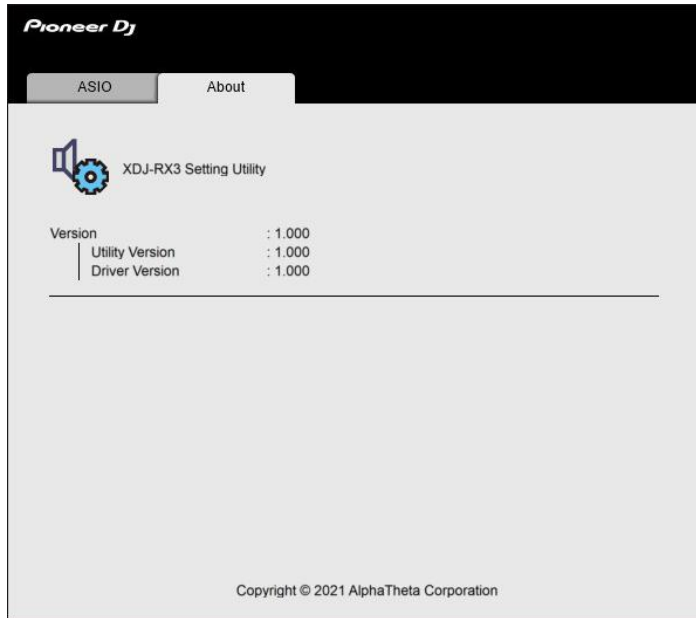 Pioneer Dj
ASIO About
XDJ-RX3 Setting Utility
Version : 1.000
Utility Version : 1.000
Driver Version : 1.000
Copyright © 2021 AlphaTheta Corporation